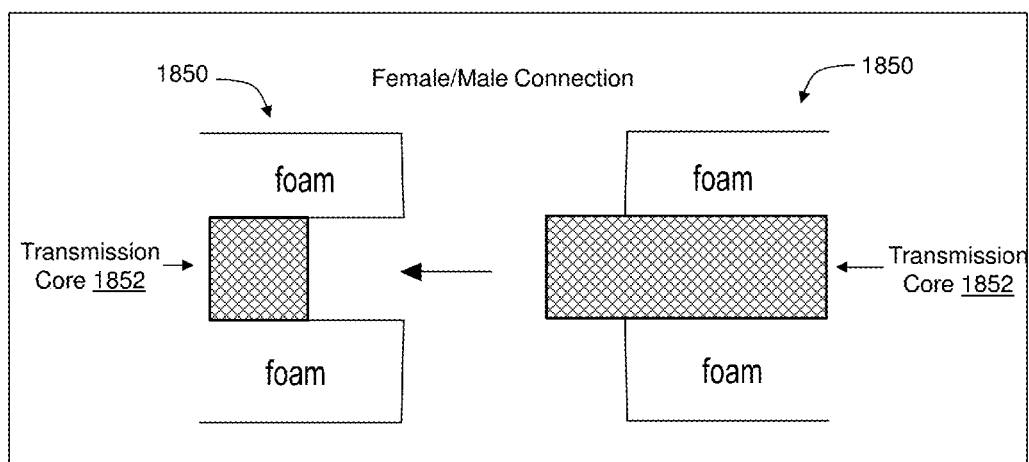 1850
Female/Male Connection
1850
foam
foam
Transmission
Core 1852
Transmission
Core 1852
foam
foam